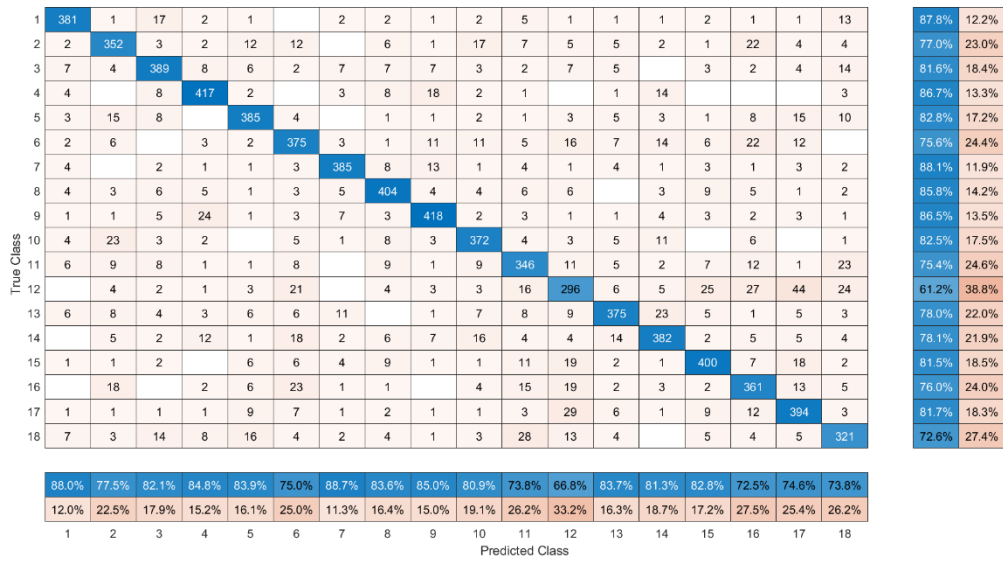 1 381 1 17 2 1 2 2 1 2 5 1 1 1 2 1 1 13 87.8% 12.2%
2 2 352 3 2 12 12 6 1 17 7 5 5 2 1 22 4 4 77.0% 23.0%
3 7 4 389 8 6 2 7 7 7 3 2 7 5 3 2 4 14 81.6% 18.4%
4 4 8 417 2 3 8 18 2 1 1 14 3 86.7% 13.3%
5 3 15 8 385 4 1 1 2 1 3 5 3 1 8 15 10 82.8% 17.2%
6 2 6 3 2 375 3 1 11 11 5 16 7 14 6 22 12 75.6% 24.4%
7 4 2 1 1 3 385 8 13 1 4 1 4 1 3 1 3 2 88.1% 11.9%
8 4 3 6 5 1 3 5 404 4 4 6 6 3 9 5 1 2 85.8% 14.2%
9 1 1 5 24 1 3 7 3 418 2 3 1 1 4 3 2 3 1 86.5% 13.5%
10 4 23 3 2 5 1 8 3 372 4 3 5 11 6 1 82.5% 17.5%
11 6 9 8 1 1 8 9 1 9 346 11 5 2 7 12 1 23 75.4% 24.6%
12 4 2 1 3 21 4 3 3 16 296 6 5 25 27 44 24 61.2% 38.8%
13 6 8 4 3 6 6 11 1 7 8 9 375 23 5 1 5 3 78.0% 22.0%
14 5 2 12 1 18 2 6 7 16 4 4 14 382 2 5 5 4 78.1% 21.9%
15 1 1 2 6 6 4 9 1 1 11 19 2 1 400 7 18 2 81.5% 18.5%
16 18 2 6 23 1 1 4 15 19 2 3 2 361 13 5 76.0% 24.0%
17 1 1 1 1 9 7 1 2 1 1 3 29 6 1 9 12 394 3 81.7% 18.3%
18 7 3 14 8 16 4 2 4 1 3 28 13 4 5 4 5 321 72.6% 27.4%
True Class
88.0% 77.5% 82.1% 84.8% 83.9% 75.0% 88.7% 83.6% 85.0% 80.9% 73.8% 66.8% 83.7% 81.3% 82.8% 72.5% 74.6% 73.8%
12.0% 22.5% 17.9% 15.2% 16.1% 25.0% 11.3% 16.4% 15.0% 19.1% 26.2% 33.2% 16.3% 18.7% 17.2% 27.5% 25.4% 26.2%
1 2 3 4 5 6 7 8 9 10 11 12 13 14 15 16 17 18
Predicted Class